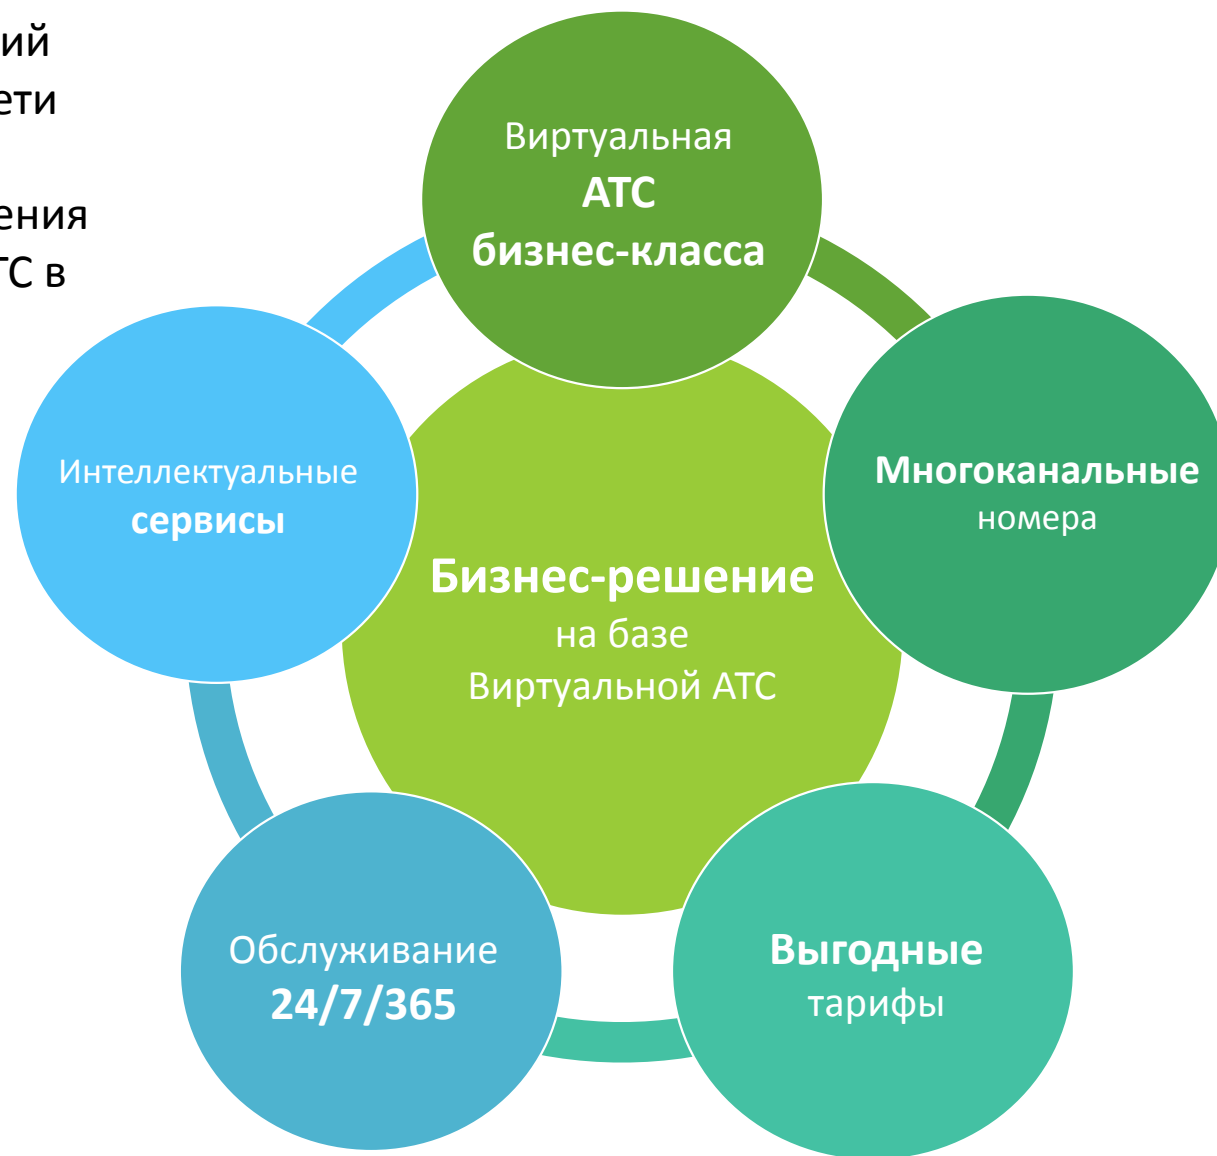 Виртуальная
АТС
бизнес-класса
Многоканальные
номера
Интеллектуальные
сервисы
Бизнес-решение
на базе
Виртуальной АТС
Обслуживание
24/7/365
Выгодные
тарифы